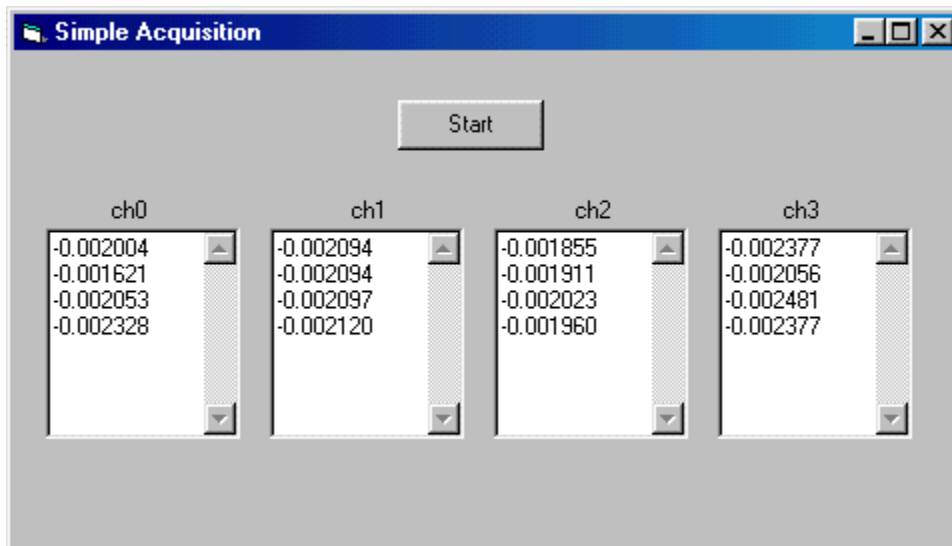 Simple Acquisition
Start
ch0 ch1 ch2 ch3
-0.002004 -0.002094 -0.001855 -0.002377
-0.001621 -0.002094 -0.001911 -0.002056
-0.002053 -0.002097 -0.002023 -0.002481
-0.002328 -0.002120 -0.001960 -0.002377